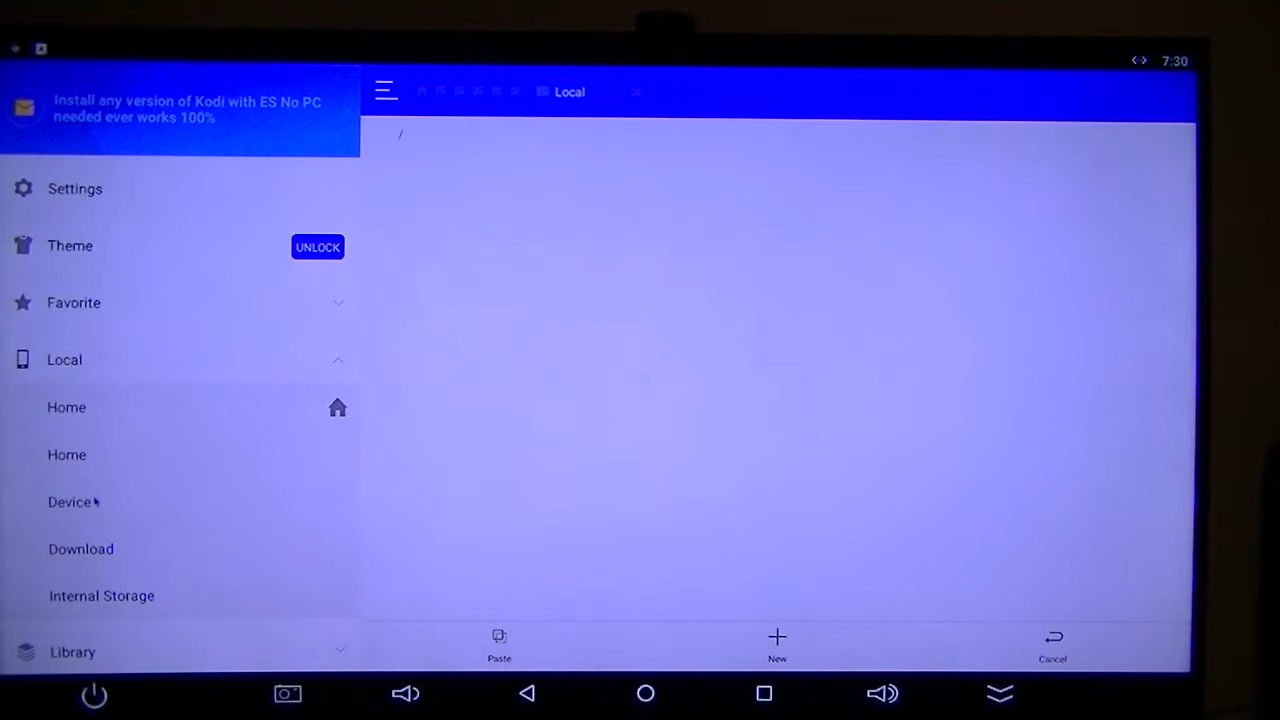 7:30
Install any version of Kodi with ES No PC
needed ever works 100%
Local
/
Settings
Theme
UNLOCK
Favorite
Local
Home
Home
Device
Download
Internal Storage
Library
Paste
New
Cancel